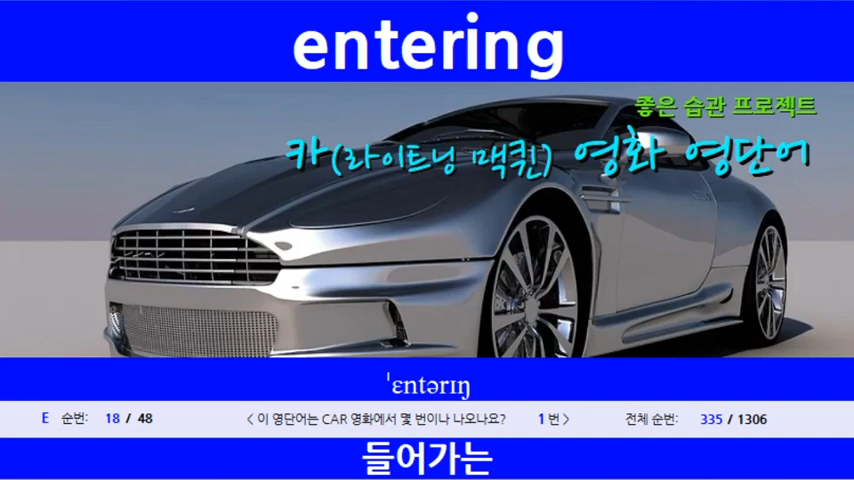 entering
좋은 습관 프로젝트
카(라이트닝 맥퀸) 영화 영단어
ˈɛntərɪŋ
E 순번: 18 / 48 < 이 영단어는 CAR 영화에서 몇 번이나 나오나요? 1 번 > 전체 순번: 335 / 1306
들어가는